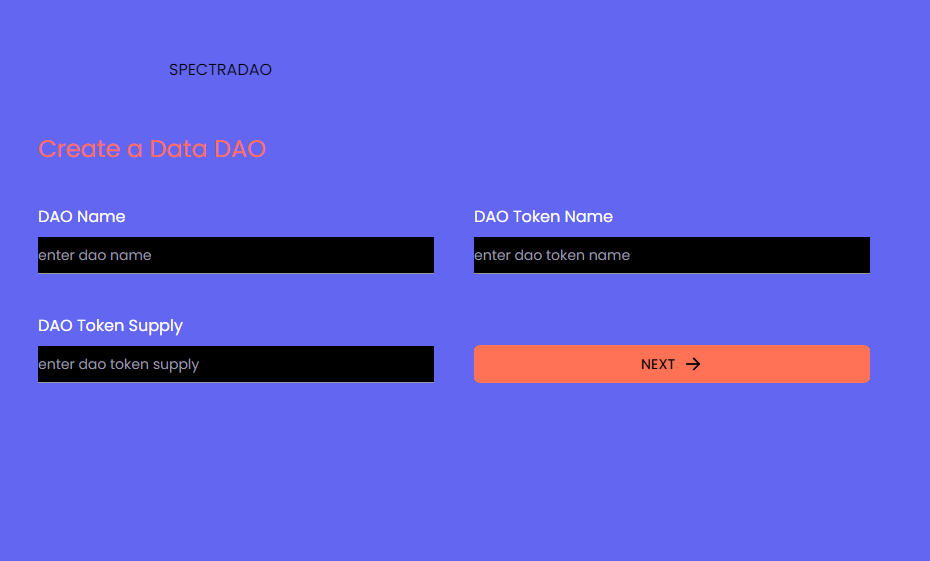 SPECTRADAO
Create a Data DAO
DAO Name
enter dao name
DAO Token Name
enter dao token name
DAO Token Supply
enter dao token supply
NEXT →